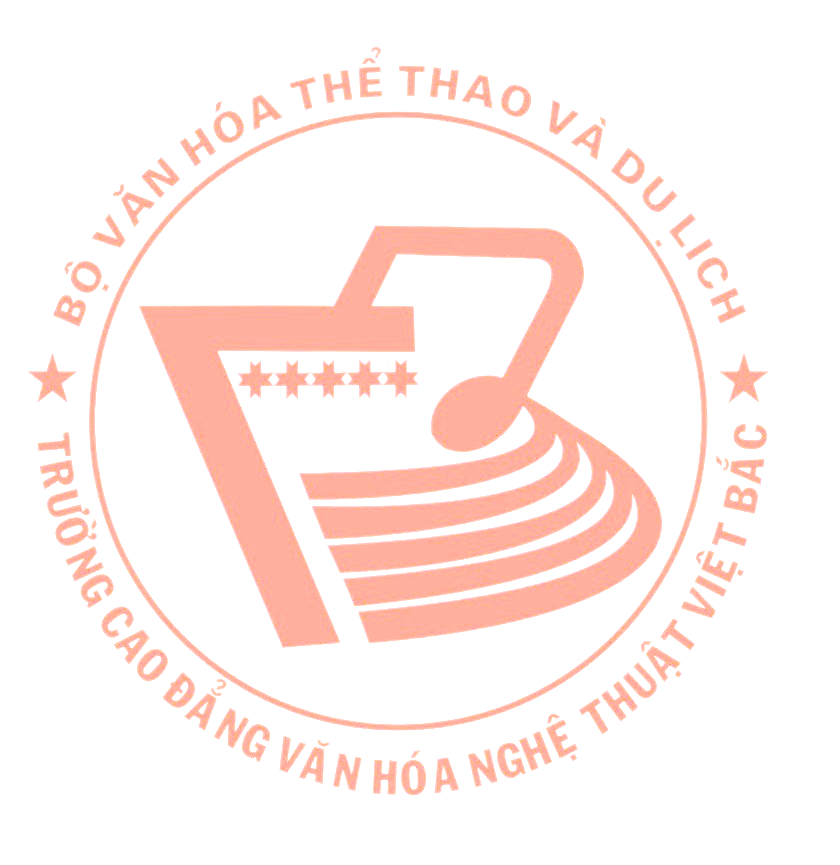 BỘ VĂN HÓA THỂ THAO VÀ DU LỊCH
TRƯỜNG CAO ĐẲNG VĂN HÓA NGHỆ THUẬT VIỆT BẮC